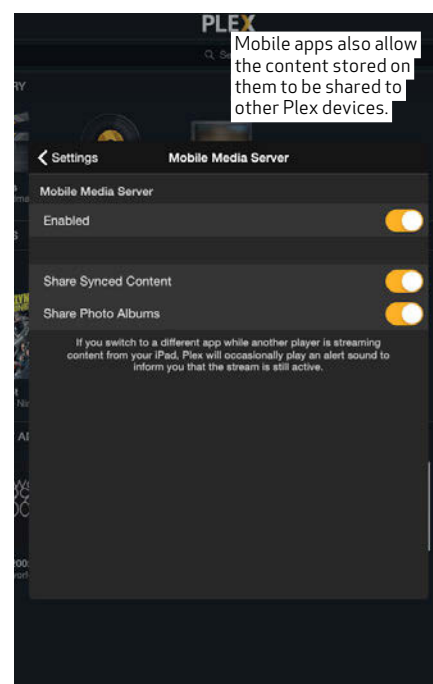 PLEX
Mobile apps also allow
the content stored on
them to be shared to
other Plex devices.
Settings
Mobile Media Server
Mobile Media Server
Enabled
Share Synced Content
Share Photo Albums
If you switch to a different app while another player is streaming
content from your iPad, Plex will occasionally play an alert sound to
inform you that the stream is still active.